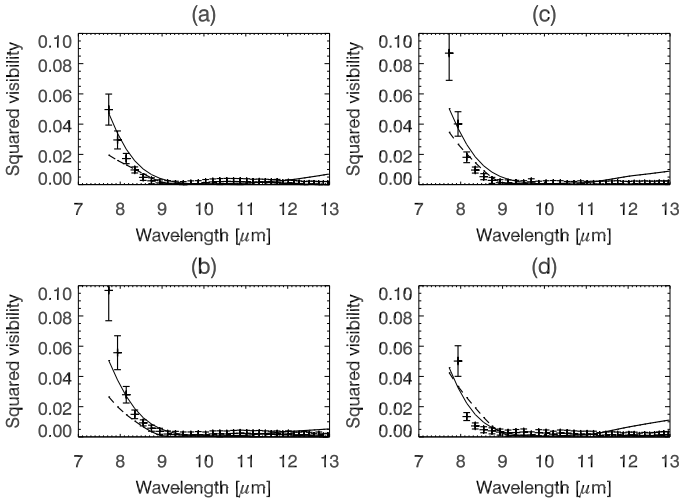 (a)
Squared visibility
0.10
0.08
0.06
0.04
0.02
0.00
7 8 9 10 11 12 13
Wavelength [μm]
(c)
Squared visibility
0.10
0.08
0.06
0.04
0.02
0.00
7 8 9 10 11 12 13
Wavelength [μm]
(b)
Squared visibility
0.10
0.08
0.06
0.04
0.02
0.00
7 8 9 10 11 12 13
Wavelength [μm]
(d)
Squared visibility
0.10
0.08
0.06
0.04
0.02
0.00
7 8 9 10 11 12 13
Wavelength [μm]